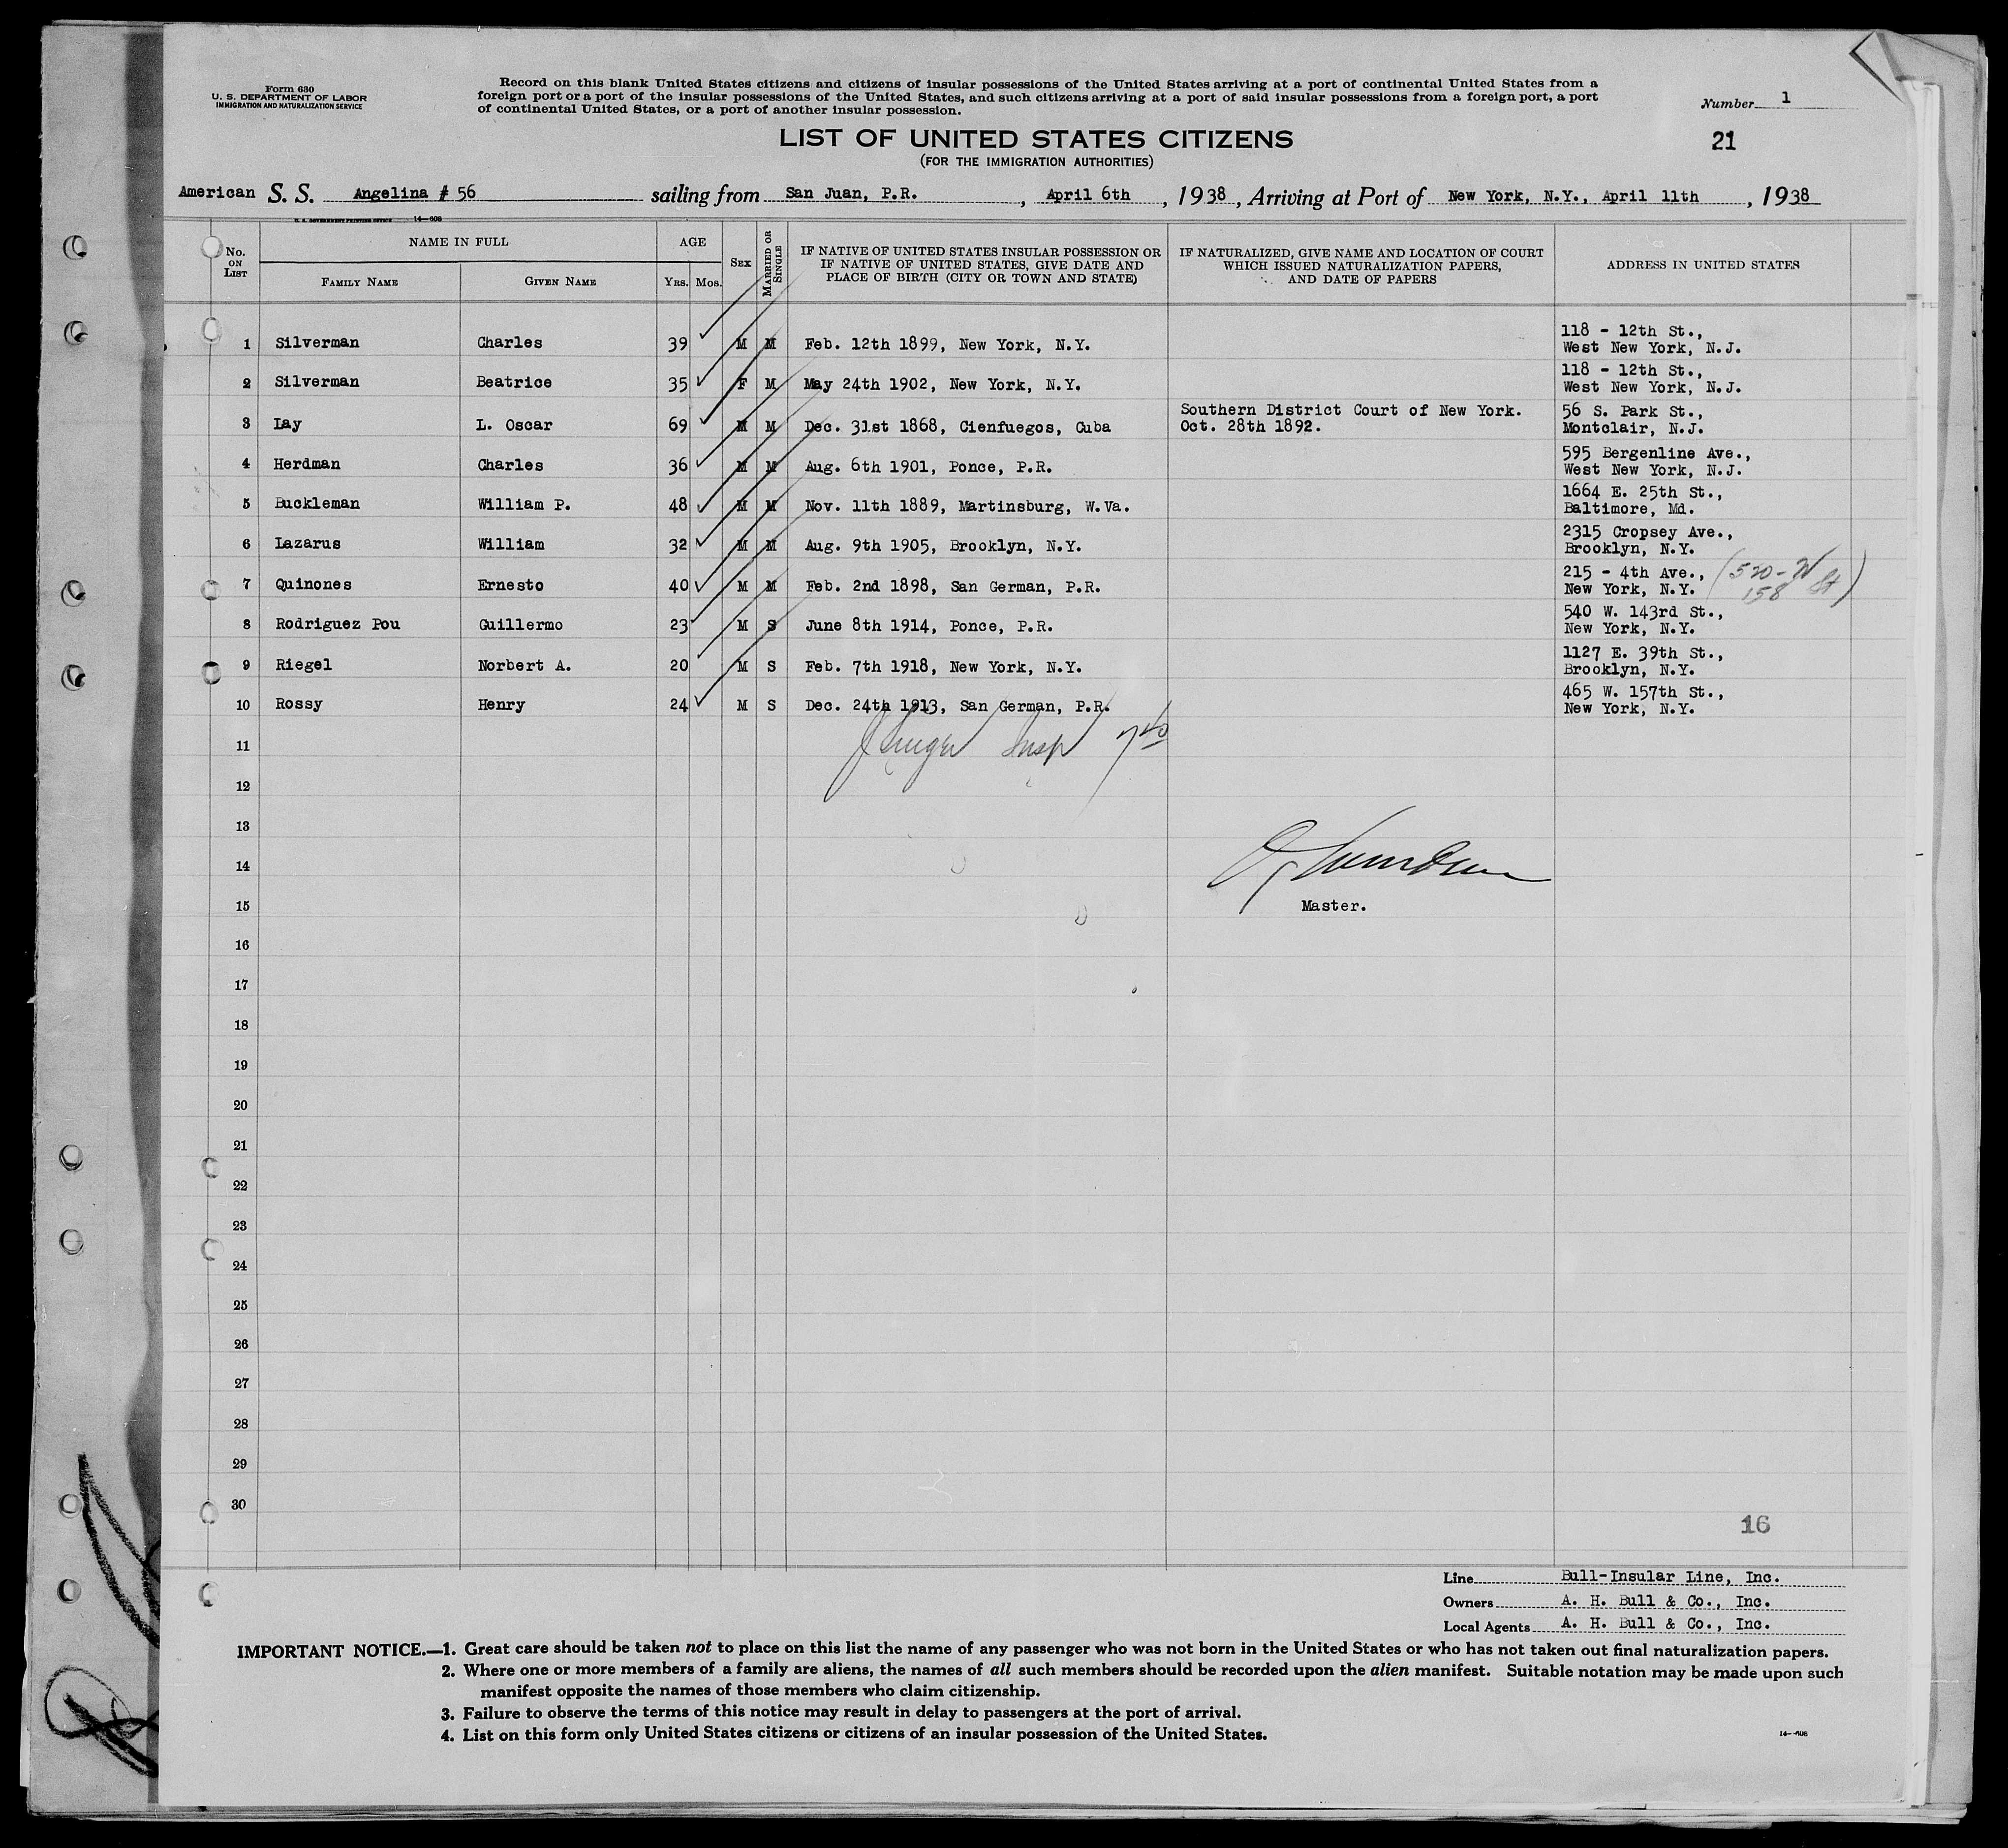 Form 630
U. S. DEPARTMENT OF LABOR
IMMIGRATION AND NATURALIZATION SERVICE
Record on this blank United States citizens and citizens of insular possessions of the United States arriving at a port of continental United States from a
foreign port or a port of the insular possessions of the United States, and such citizens arriving at a port of said insular possessions from a foreign port, a port
of continental United States, or a port of another insular possession.
Number 1
LIST OF UNITED STATES CITIZENS
(FOR THE IMMIGRATION AUTHORITIES)
21
American S. S. Angelina # 56 sailing from San Juan, P.R. , April 6th , 1938 , Arriving at Port of New York, N.Y., April 11th , 1938
U. S. GOVERNMENT PRINTING OFFICE 14—608
No. ON LIST NAME IN FULL AGE SEX MARRIED OR SINGLE IF NATIVE OF UNITED STATES INSULAR POSSESSION OR IF NATIVE OF UNITED STATES, GIVE DATE AND PLACE OF BIRTH (CITY OR TOWN AND STATE) IF NATURALIZED, GIVE NAME AND LOCATION OF COURT WHICH ISSUED NATURALIZATION PAPERS, AND DATE OF PAPERS ADDRESS IN UNITED STATES
FAMILY NAME GIVEN NAME YRS. MOS.
1 Silverman Charles 39 M M Feb. 12th 1899, New York, N.Y. 118 - 12th St., West New York, N.J.
2 Silverman Beatrice 35 F M May 24th 1902, New York, N.Y. 118 - 12th St., West New York, N.J.
3 Lay L. Oscar 69 M M Dec. 31st 1868, Cienfuegos, Cuba Southern District Court of New York. Oct. 28th 1892. 56 S. Park St., Montclair, N.J.
4 Herdman Charles 36 M M Aug. 6th 1901, Ponce, P.R. 595 Bergenline Ave., West New York, N.J.
5 Buckleman William P. 48 M M Nov. 11th 1889, Martinsburg, W.Va. 1664 E. 25th St., Baltimore, Md.
6 Lazarus William 32 M M Aug. 9th 1905, Brooklyn, N.Y. 2315 Cropsey Ave., Brooklyn, N.Y.
7 Quinones Ernesto 40 M M Feb. 2nd 1898, San German, P.R. 215 - 4th Ave., New York, N.Y. (520-W 158 St)
8 Rodriguez Pou Guillermo 23 M S June 8th 1914, Ponce, P.R. 540 W. 143rd St., New York, N.Y.
9 Riegel Norbert A. 20 M S Feb. 7th 1918, New York, N.Y. 1127 E. 39th St., Brooklyn, N.Y.
10 Rossy Henry 24 M S Dec. 24th 1913, San German, P.R. 465 W. 157th St., New York, N.Y.
11 Insp
12
13
14
15 Master.
16
17
18
19
20
21
22
23
24
25
26
27
28
29
30
16
Line Bull-Insular Line, Inc.
Owners A. H. Bull & Co., Inc.
Local Agents A. H. Bull & Co., Inc.
IMPORTANT NOTICE.—1. Great care should be taken not to place on this list the name of any passenger who was not born in the United States or who has not taken out final naturalization papers.
2. Where one or more members of a family are aliens, the names of all such members should be recorded upon the alien manifest. Suitable notation may be made upon such
manifest opposite the names of those members who claim citizenship.
3. Failure to observe the terms of this notice may result in delay to passengers at the port of arrival.
4. List on this form only United States citizens or citizens of an insular possession of the United States.
14—608